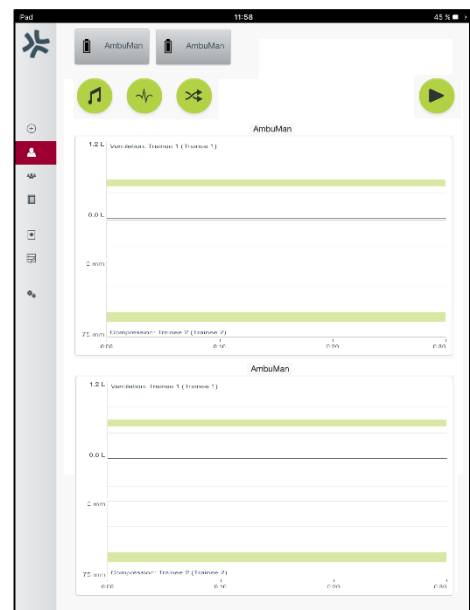 iPad 11:58 45 %
AmbuMan AmbuMan
AmbuMan
1.2 L Ventilation: Trainee 1 (Trainee 1)
0.0 L
0 mm
75 mm Compression: Trainee 2 (Trainee 2)
0:00 0:10 0:20 0:30
AmbuMan
1.2 L Ventilation: Trainee 1 (Trainee 1)
0.0 L
0 mm
75 mm Compression: Trainee 2 (Trainee 2)
0:00 0:10 0:20 0:30